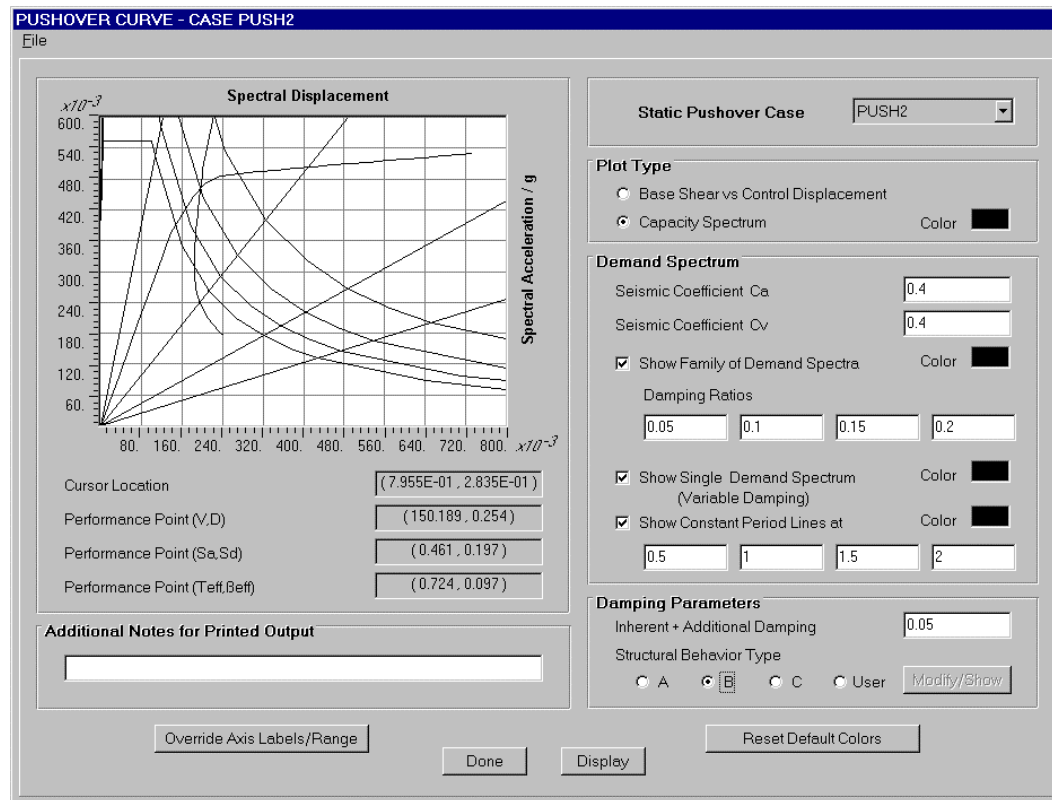 PUSHOVER CURVE - CASE PUSH2
File
Spectral Displacement
x10-3
600.
540.
480.
420.
360.
300.
240.
180.
120.
60.
Spectral Acceleration / g
80. 160. 240. 320. 400. 480. 560. 640. 720. 800. x10-3
Cursor Location (7.955E-01 , 2.835E-01 )
Performance Point (V,D) ( 150.189 , 0.254 )
Performance Point (Sa,Sd) ( 0.461 , 0.197 )
Performance Point (Teff,βeff) ( 0.724 , 0.097 )
Additional Notes for Printed Output
Static Pushover Case PUSH2
Plot Type
Base Shear vs Control Displacement
Capacity Spectrum Color
Demand Spectrum
Seismic Coefficient Ca 0.4
Seismic Coefficient Cv 0.4
Show Family of Demand Spectra Color
Damping Ratios
0.05 0.1 0.15 0.2
Show Single Demand Spectrum Color
(Variable Damping)
Show Constant Period Lines at Color
0.5 1 1.5 2
Damping Parameters
Inherent + Additional Damping 0.05
Structural Behavior Type
A B C User Modify/Show
Override Axis Labels/Range
Reset Default Colors
Done Display